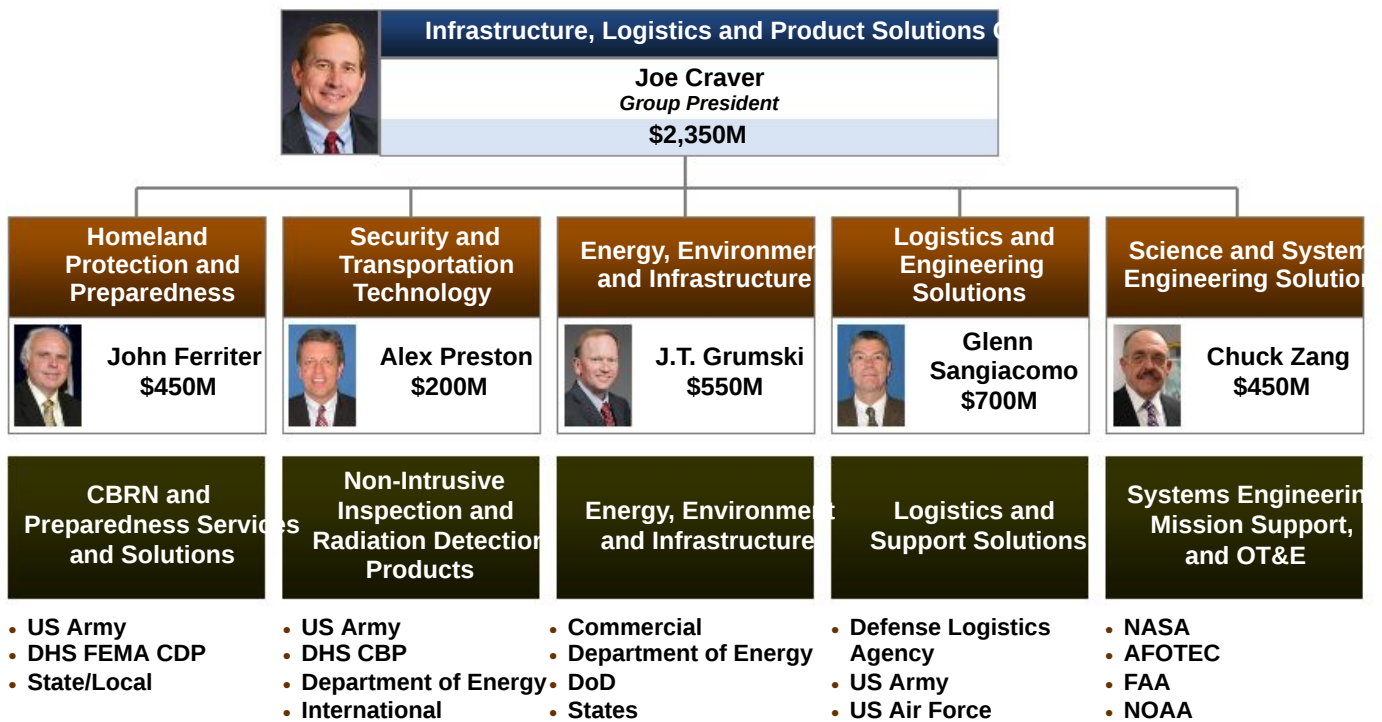 Infrastructure, Logistics and Product Solutions
Joe Craver
Group President
$2,350M
Homeland
Protection and
Preparedness
John Ferriter
$450M
Security and
Transportation
Technology
Alex Preston
$200M
Energy, Environmen
and Infrastructure
J.T. Grumski
$550M
Logistics and
Engineering
Solutions
Glenn
Sangiacomo
$700M
Science and System
Engineering Solution
Chuck Zang
$450M
CBRN and
Preparedness Services
and Solutions
Non-Intrusive
Inspection and
Radiation Detection
Products
Energy, Environment
and Infrastructure
Logistics and
Support Solutions
Systems Engineerin
Mission Support,
and OT&E
• US Army
• DHS FEMA CDP
• State/Local
• US Army
• DHS CBP
• Department of Energy
• International
• Commercial
• Department of Energy
• DoD
• States
• Defense Logistics
Agency
• US Army
• US Air Force
• NASA
• AFOTEC
• FAA
• NOAA